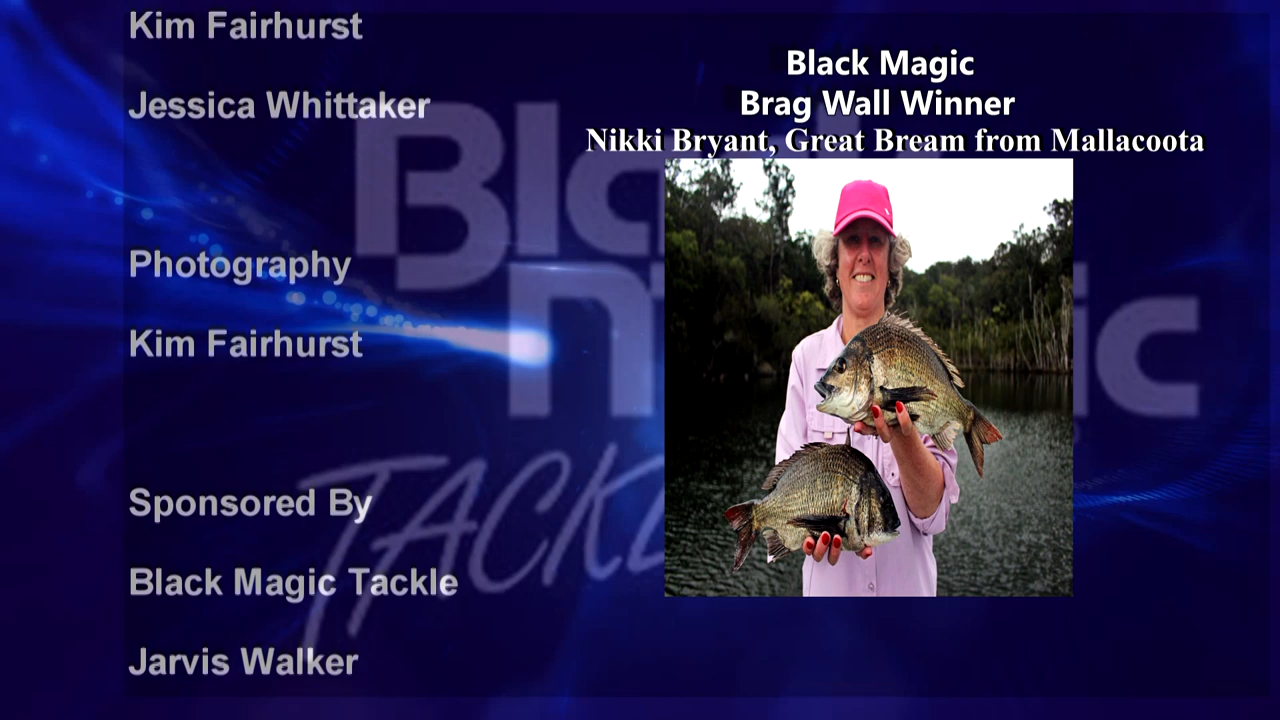 Kim Fairhurst
Jessica Whittaker
Photography
Kim Fairhurst
Sponsored By
Black Magic Tackle
Jarvis Walker
Black Magic
Brag Wall Winner
Nikki Bryant, Great Bream from Mallacoota